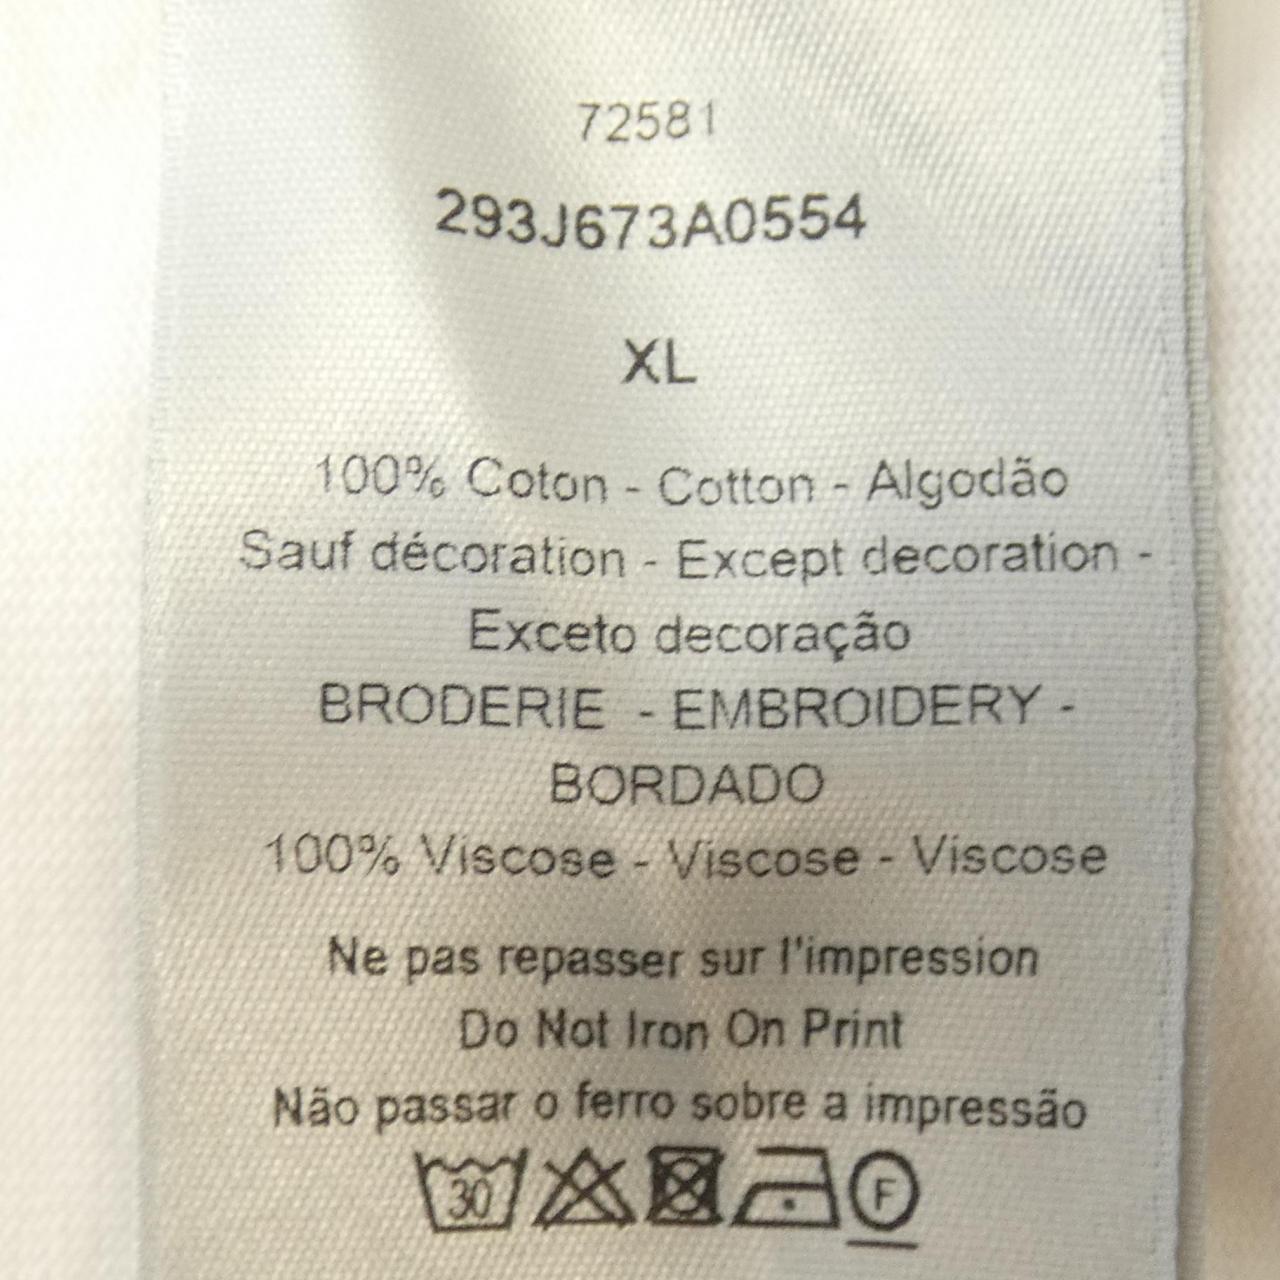 72581
293J673A0554
XL
100% Coton - Cotton - Algodão
Sauf décoration - Except decoration -
Exceto decoração
BRODERIE - EMBROIDERY -
BORDADO
100% Viscose - Viscose - Viscose
Ne pas repasser sur l'impression
Do Not Iron On Print
Não passar o ferro sobre a impressão
30 F